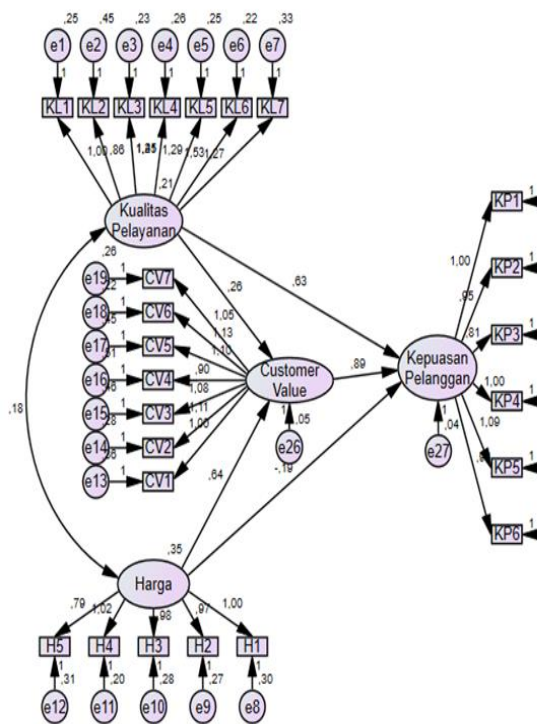 ,25 ,45 ,23 ,26 ,25 ,22 ,33
e1 e2 e3 e4 e5 e6 e7
1 1 1 1 1 1 1
KL1 KL2 KL3 KL4 KL5 KL6 KL7
1,00 ,86 1,29 1,53 1,27
,21
Kualitas
Pelayanan
KP1 1
KP2 1
KP3 1
KP4 1
KP5 1
KP6 1
1,00
,95
,81
1,00
1,09
,26
e19 1 CV7
e18 1 CV6
e17 1 CV5
e16 1 CV4
e15 1 CV3
e14 1 CV2
e13 1 CV1
1,05
1,13
1,10
,90
1,08
1,11
1,00
,26
,63
Customer
Value
,89
Kepuasan
Pelanggan
1 ,05
e26
1 ,04
e27
,18
,64
-,19
,35
Harga
,79 1,02 ,98 ,97 1,00
H5 H4 H3 H2 H1
1 1 1 1 1
,31 ,20 ,28 ,27 ,30
e12 e11 e10 e9 e8